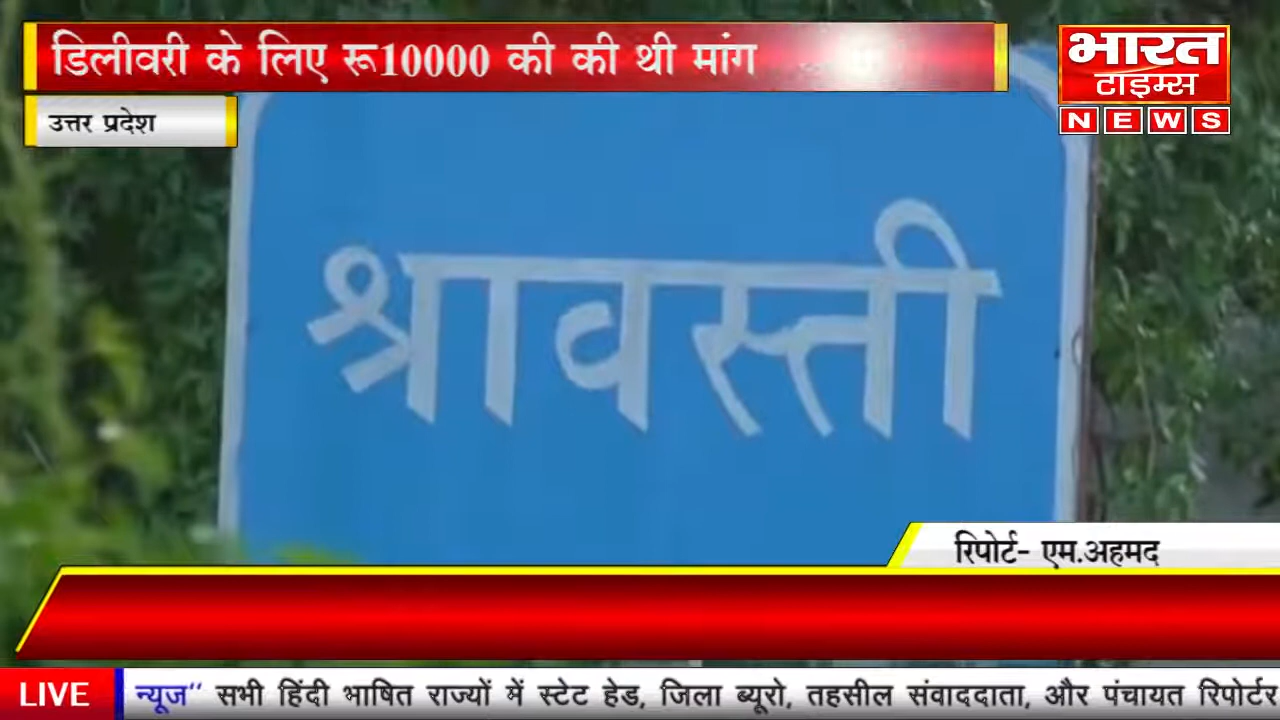 डिलीवरी के लिए रू10000 की की थी मांग
भारत
टाइम्स
NEWS
उत्तर प्रदेश
श्रावस्ती
रिपोर्ट- एम.अहमद
LIVE
न्यूज" सभी हिंदी भाषित राज्यों में स्टेट हेड, जिला ब्यूरो, तहसील संवाददाता, और पंचायत रिपोर्टर